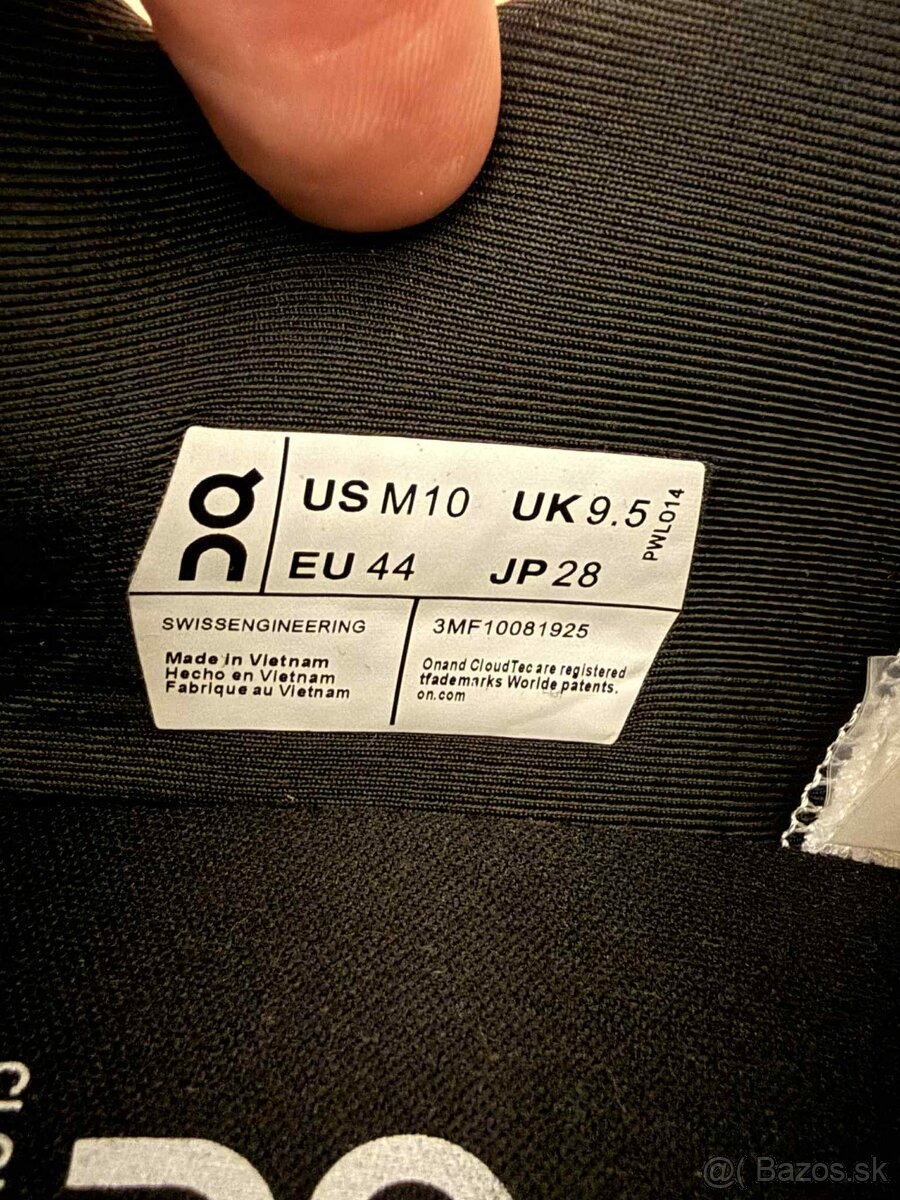 US M10 UK 9.5
EU 44 JP 28
PWLO14
SWISSENGINEERING
Made in Vietnam
Hecho en Vietnam
Fabrique au Vietnam
3MF10081925
Onand CloudTec are registered
tfademarks Worlde patents.
on.com
@( Bazos.sk